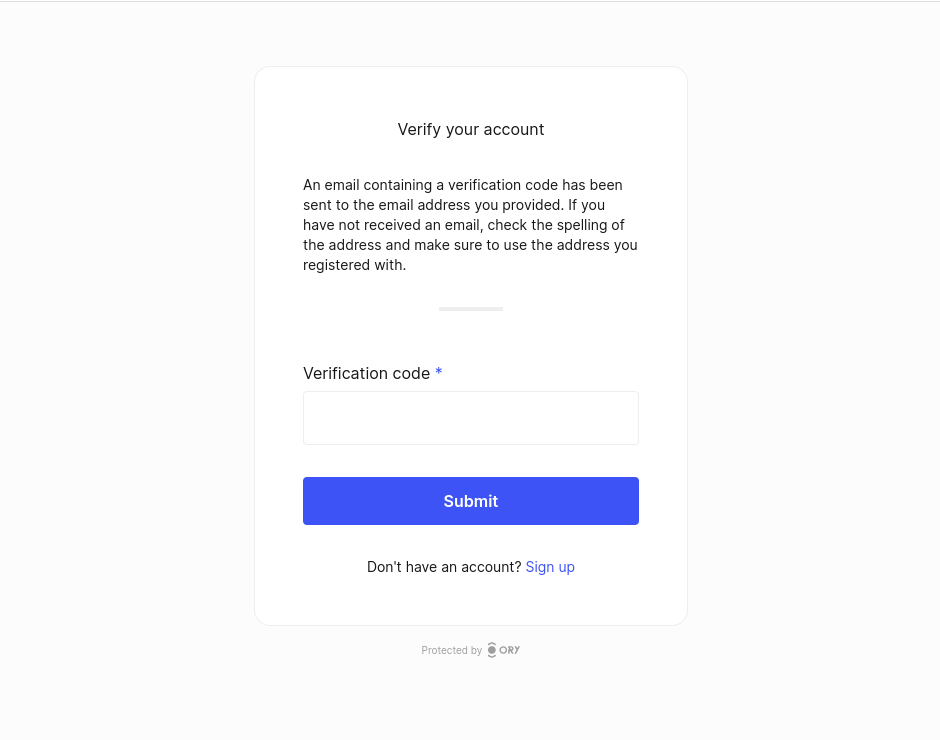 Verify your account
An email containing a verification code has been
sent to the email address you provided. If you
have not received an email, check the spelling of
the address and make sure to use the address you
registered with.
Verification code *
Submit
Don't have an account? Sign up
Protected by ORY